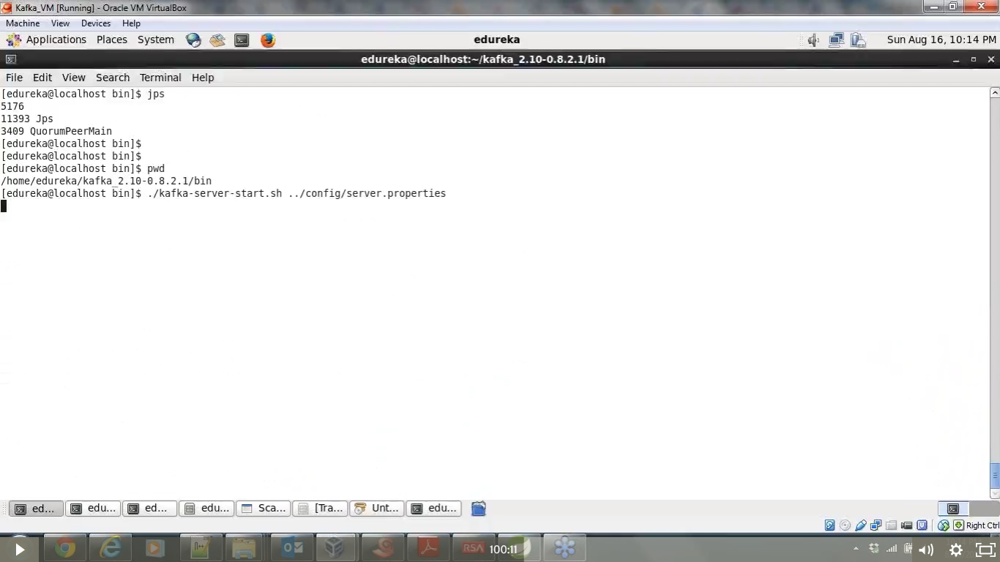 Kafka_VM [Running] - Oracle VM VirtualBox
Machine View Devices Help
Applications Places System edureka Sun Aug 16, 10:14 PM
edureka@localhost:~/kafka_2.10-0.8.2.1/bin
File Edit View Search Terminal Help
[edureka@localhost bin]$ jps
5176
11393 Jps
3409 QuorumPeerMain
[edureka@localhost bin]$
[edureka@localhost bin]$
[edureka@localhost bin]$ pwd
/home/edureka/kafka_2.10-0.8.2.1/bin
[edureka@localhost bin]$ ./kafka-server-start.sh ../config/server.properties
ed... edu... ed... edu... Sca... [Tra... Unt... edu...
Right Ctrl
RSA 100:11